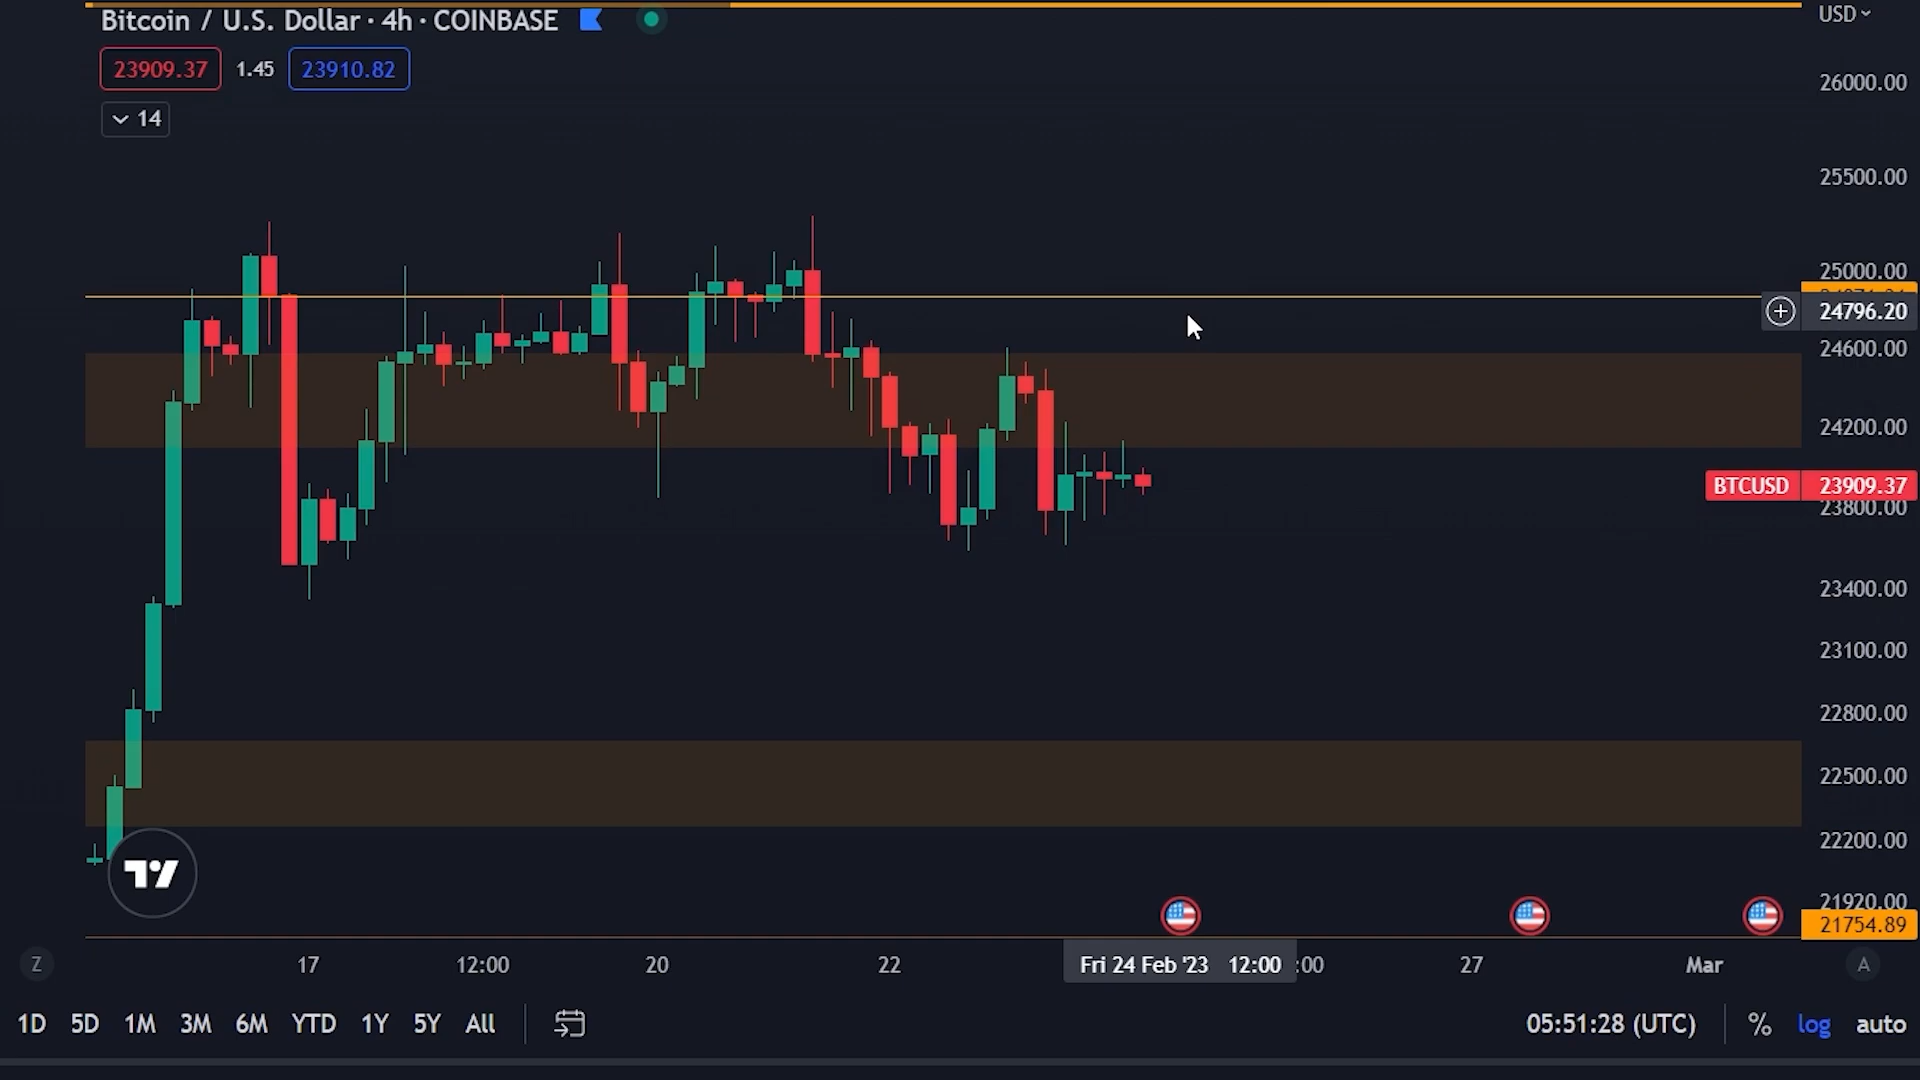 Bitcoin / U.S. Dollar · 4h · COINBASE
USD
23909.37 1.45 23910.82
14
26000.00
25500.00
25000.00
24796.20
24600.00
24200.00
BTCUSD 23909.37
23800.00
23400.00
23100.00
22800.00
22500.00
22200.00
21920.00
21754.89
Z 17 12:00 20 22 Fri 24 Feb '23 12:00 :00 27 Mar A
1D 5D 1M 3M 6M YTD 1Y 5Y All 05:51:28 (UTC) % log auto